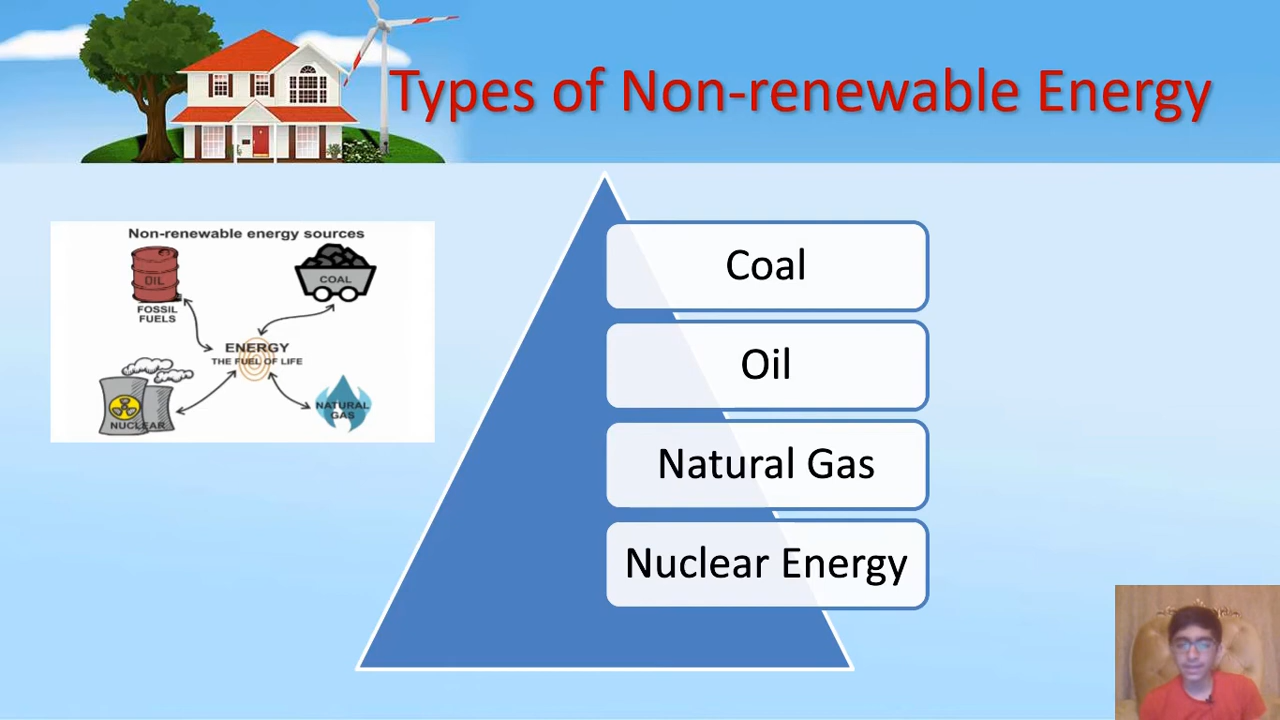 Types of Non-renewable Energy
Non-renewable energy sources
OIL
COAL
FOSSIL
FUELS
ENERGY
THE FUEL OF LIFE
NUCLEAR
NATURAL
GAS
Coal
Oil
Natural Gas
Nuclear Energy